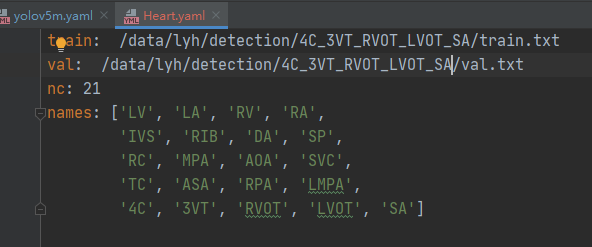 yolov5m.yaml × Heart.yaml ×
train: /data/lyh/detection/4C_3VT_RVOT_LVOT_SA/train.txt
val: /data/lyh/detection/4C_3VT_RVOT_LVOT_SA/val.txt
nc: 21
names: ['LV', 'LA', 'RV', 'RA',
'IVS', 'RIB', 'DA', 'SP',
'RC', 'MPA', 'AOA', 'SVC',
'TC', 'ASA', 'RPA', 'LMPA',
'4C', '3VT', 'RVOT', 'LVOT', 'SA']